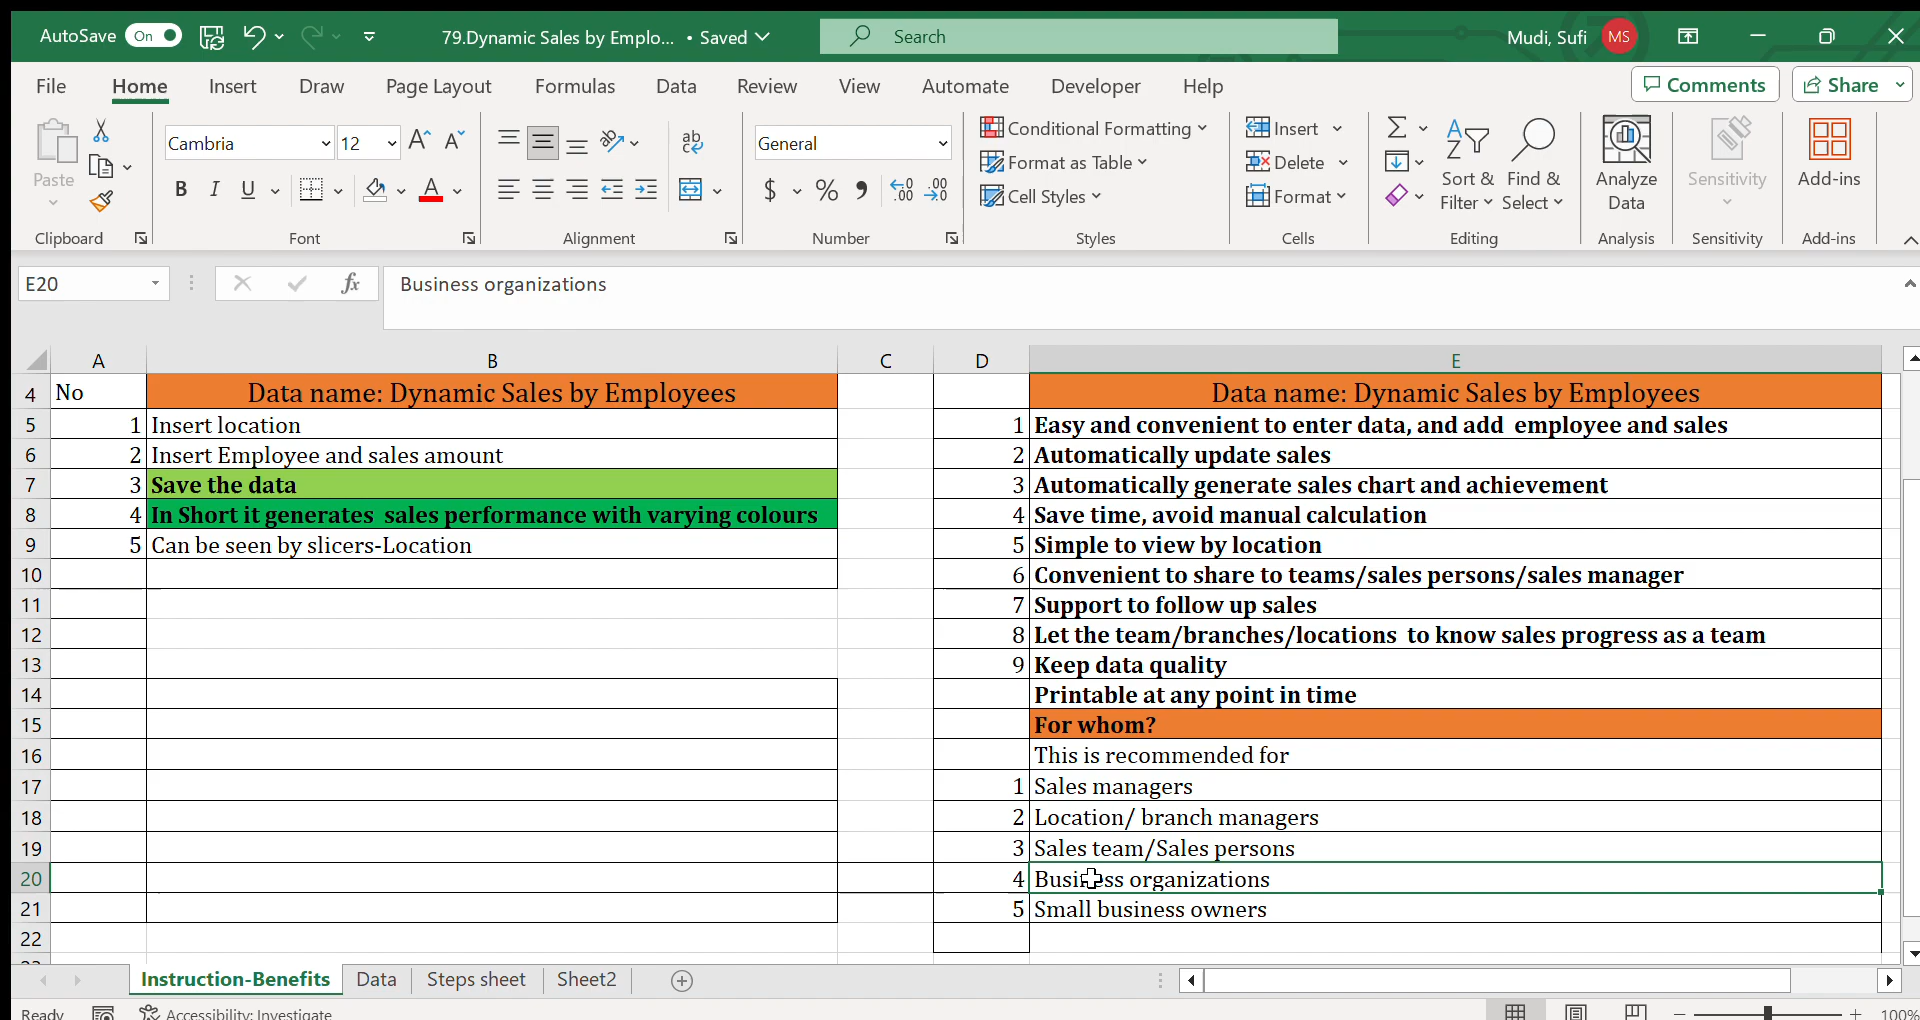 AutoSave On 79.Dynamic Sales by Emplo... • Saved Search Mudi, Sufi MS
File Home Insert Draw Page Layout Formulas Data Review View Automate Developer Help Comments Share
Paste
Clipboard
Cambria 12
B I U
Font
ab
Alignment
General
$ % 9 .00
Number
Conditional Formatting
Format as Table
Cell Styles
Styles
Insert
Delete
Format
Cells
Sort & Filter
Find & Select
Editing
Analyze Data
Analysis
Sensitivity
Sensitivity
Add-ins
Add-ins
E20 fx Business organizations
A B C D E
4 No Data name: Dynamic Sales by Employees Data name: Dynamic Sales by Employees
5 1 Insert location 1 Easy and convenient to enter data, and add employee and sales
6 2 Insert Employee and sales amount 2 Automatically update sales
7 3 Save the data 3 Automatically generate sales chart and achievement
8 4 In Short it generates sales performance with varying colours 4 Save time, avoid manual calculation
9 5 Can be seen by slicers-Location 5 Simple to view by location
10 6 Convenient to share to teams/sales persons/sales manager
11 7 Support to follow up sales
12 8 Let the team/branches/locations to know sales progress as a team
13 9 Keep data quality
14 Printable at any point in time
15 For whom?
16 This is recommended for
17 1 Sales managers
18 2 Location/ branch managers
19 3 Sales team/Sales persons
20 4 Business organizations
21 5 Small business owners
22
Instruction-Benefits Data Steps sheet Sheet2
Ready Accessibility: Investigate 100%